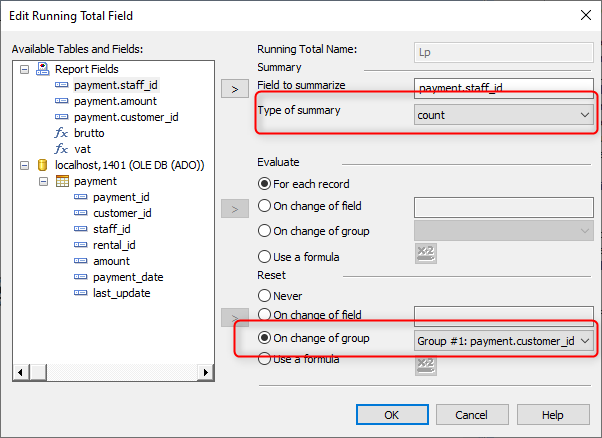 Edit Running Total Field
Available Tables and Fields:
Report Fields
payment.staff_id
payment.amount
payment.customer_id
fx brutto
fx vat
localhost,1401 (OLE DB (ADO))
payment
payment_id
customer_id
staff_id
rental_id
amount
payment_date
last_update
Running Total Name:
Lp
Summary
>
Field to summarize
payment.staff_id
Type of summary
count
Evaluate
For each record
>
On change of field
On change of group
Use a formula
x·2
Reset
Never
>
On change of field
On change of group
Group #1: payment.customer_id
Use a formula
x·2
OK
Cancel
Help